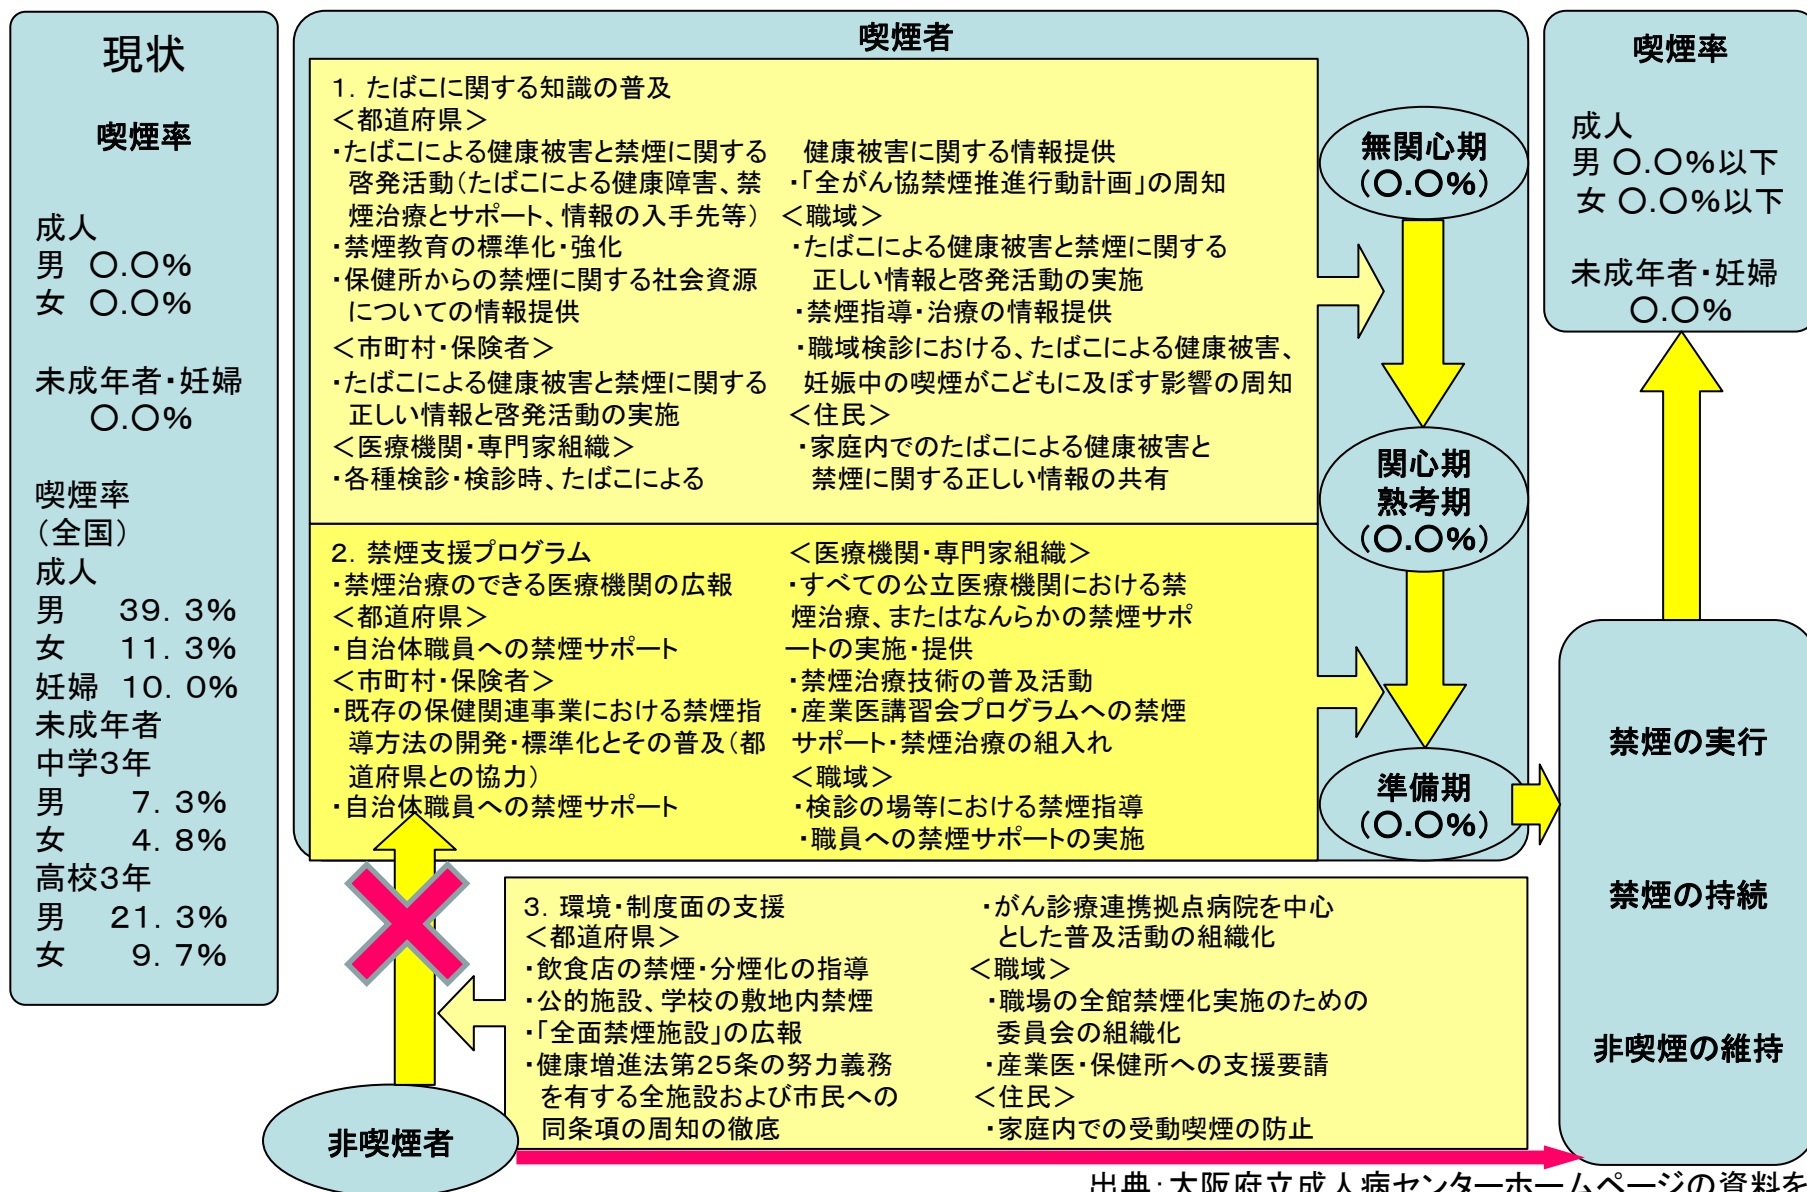 現状
喫煙率
成人
男 〇.〇%
女 〇.〇%
未成年者・妊婦
〇.〇%
喫煙率
(全国)
成人
男 39.3%
女 11.3%
妊婦 10.0%
未成年者
中学3年
男 7.3%
女 4.8%
高校3年
男 21.3%
女 9.7%
喫煙者
1.たばこに関する知識の普及
＜都道府県＞
・たばこによる健康被害と禁煙に関する
啓発活動(たばこによる健康障害、禁
煙治療とサポート、情報の入手先等)
・禁煙教育の標準化・強化
・保健所からの禁煙に関する社会資源
についての情報提供
＜市町村・保険者＞
・たばこによる健康被害と禁煙に関する
正しい情報と啓発活動の実施
＜医療機関・専門家組織＞
・各種検診・検診時、たばこによる
健康被害に関する情報提供
・「全がん協禁煙推進行動計画」の周知
＜職域＞
・たばこによる健康被害と禁煙に関する
正しい情報と啓発活動の実施
・禁煙指導・治療の情報提供
・職域検診における、たばこによる健康被害、
妊娠中の喫煙がこどもに及ぼす影響の周知
＜住民＞
・家庭内でのたばこによる健康被害と
禁煙に関する正しい情報の共有
2.禁煙支援プログラム
・禁煙治療のできる医療機関の広報
＜都道府県＞
・自治体職員への禁煙サポート
＜市町村・保険者＞
・既存の保健関連事業における禁煙指
導方法の開発・標準化とその普及(都
道府県との協力)
・自治体職員への禁煙サポート
＜医療機関・専門家組織＞
・すべての公立医療機関における禁
煙治療、またはなんらかの禁煙サポ
ートの実施・提供
・禁煙治療技術の普及活動
・産業医講習会プログラムへの禁煙
サポート・禁煙治療の組入れ
＜職域＞
・検診の場等における禁煙指導
・職員への禁煙サポートの実施
無関心期
(〇.〇%)
関心期
熟考期
(〇.〇%)
準備期
(〇.〇%)
3.環境・制度面の支援
＜都道府県＞
・飲食店の禁煙・分煙化の指導
・公的施設、学校の敷地内禁煙
・「全面禁煙施設」の広報
・健康増進法第25条の努力義務
を有する全施設および市民への
同条項の周知の徹底
・がん診療連携拠点病院を中心
とした普及活動の組織化
＜職域＞
・職場の全館禁煙化実施のための
委員会の組織化
・産業医・保健所への支援要請
＜住民＞
・家庭内での受動喫煙の防止
非喫煙者
喫煙率
成人
男 〇.〇%以下
女 〇.〇%以下
未成年者・妊婦
〇.〇%
禁煙の実行
禁煙の持続
非喫煙の維持
出典:大阪府立成人病センターホームページの資料を